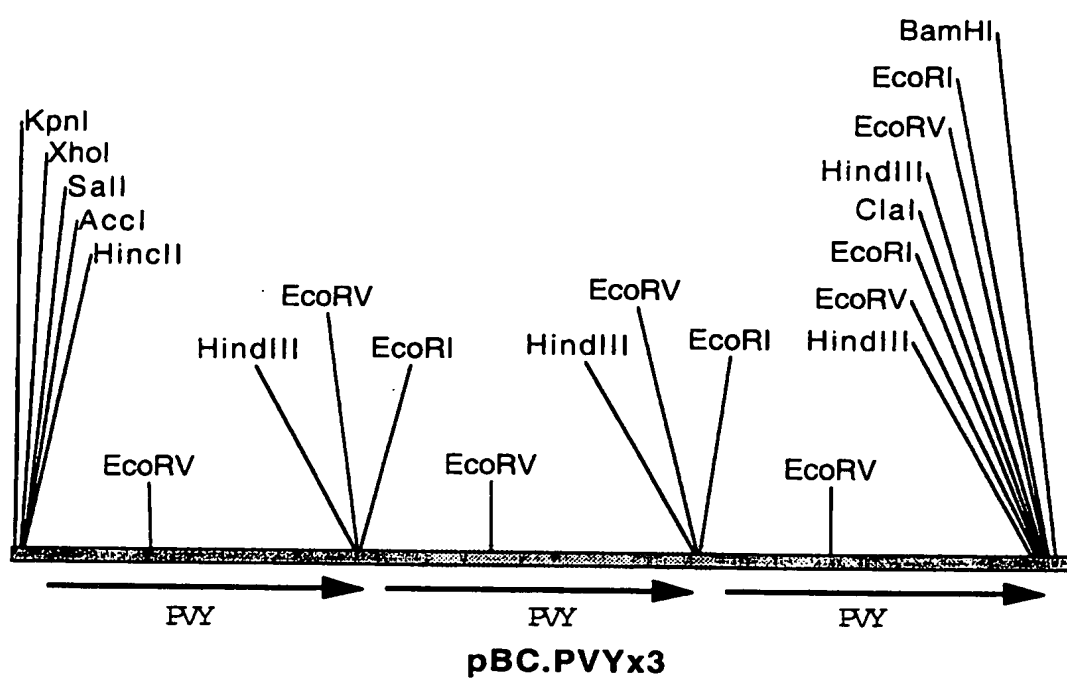 BamHI
EcoRI
KpnI
EcoRV
XhoI
HindIII
SalI
ClaI
AccI
EcoRI
HincII
EcoRV
EcoRV
EcoRV
HindIII
EcoRI
HindIII
EcoRI
HindIII
EcoRV
EcoRV
EcoRV
PVY
PVY
PVY
pBC.PVYx3